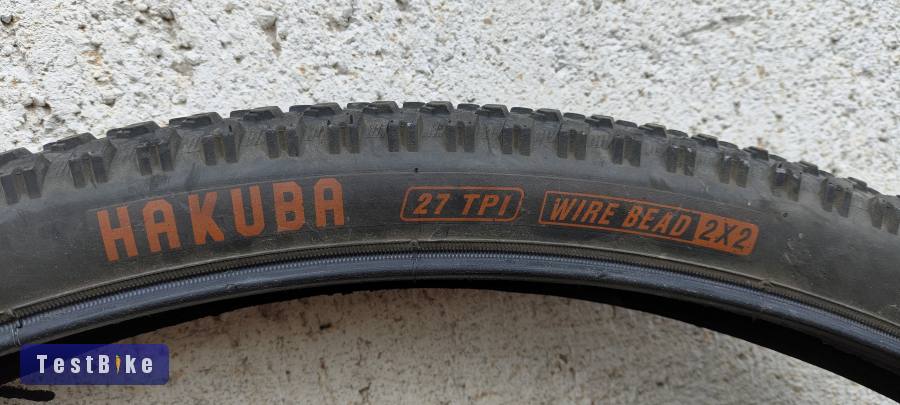 HAKUBA 27 TPI WIRE BEAD 2X2
TestBike